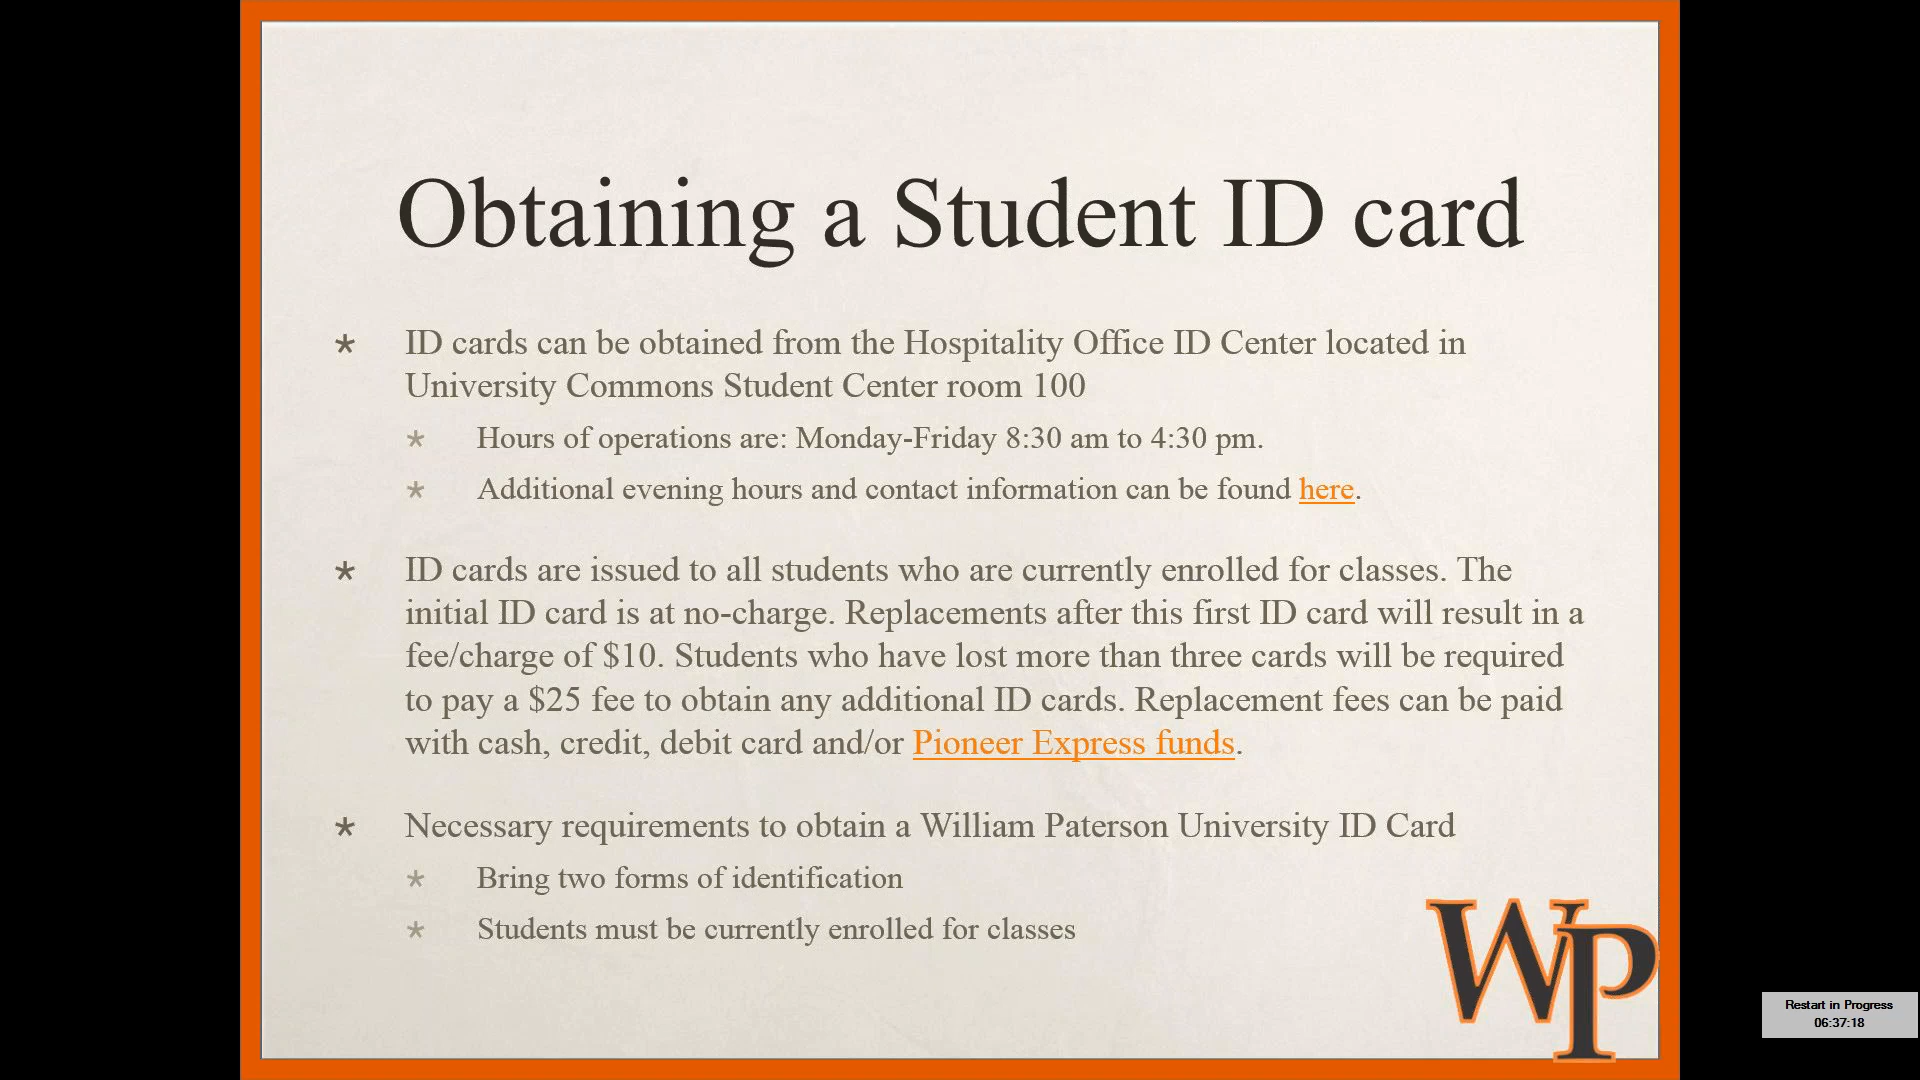 Obtaining a Student ID card
* ID cards can be obtained from the Hospitality Office ID Center located in
University Commons Student Center room 100
* Hours of operations are: Monday-Friday 8:30 am to 4:30 pm.
* Additional evening hours and contact information can be found here.
* ID cards are issued to all students who are currently enrolled for classes. The
initial ID card is at no-charge. Replacements after this first ID card will result in a
fee/charge of $10. Students who have lost more than three cards will be required
to pay a $25 fee to obtain any additional ID cards. Replacement fees can be paid
with cash, credit, debit card and/or Pioneer Express funds.
* Necessary requirements to obtain a William Paterson University ID Card
* Bring two forms of identification
* Students must be currently enrolled for classes
WP
Restart in Progress
06:37:18